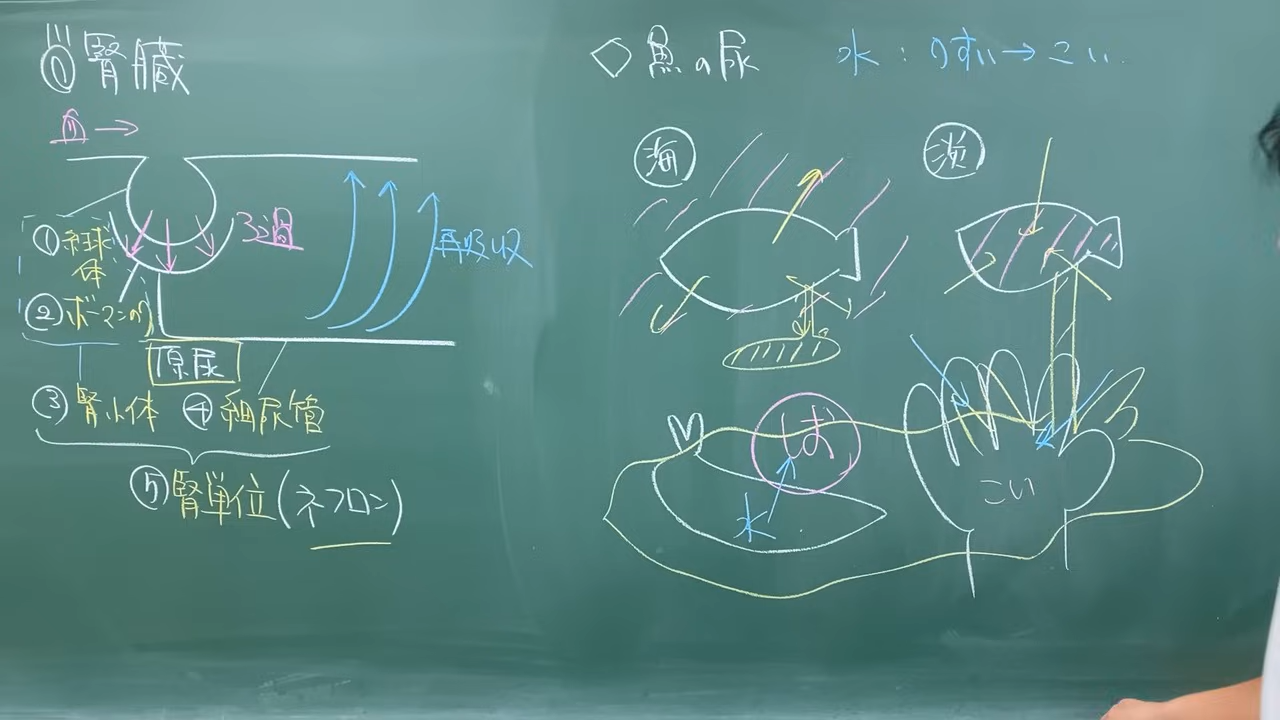 ① 腎臓
血→
①糸球
体
ろ過
再吸収
②ボーマンのう
原尿
③腎小体 ④細尿管
⑤腎単位(ネフロン)
◇魚の尿 水:うすい→こい
海
淡
しお
水
こい